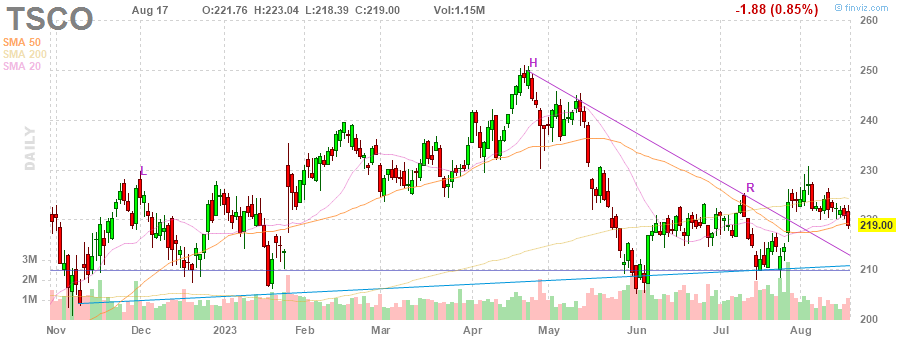 TSCO
Aug 17 O:221.76 H:223.04 L:218.39 C:219.00 Vol:1.15M -1.88 (0.85%) @ finviz.com
SMA 50
SMA 200
SMA 20
DAILY
260
250
240
230
220
219.00
210
200
3M
2M
1M
H
L
R
Nov Dec 2023 Feb Mar Apr May Jun Jul Aug